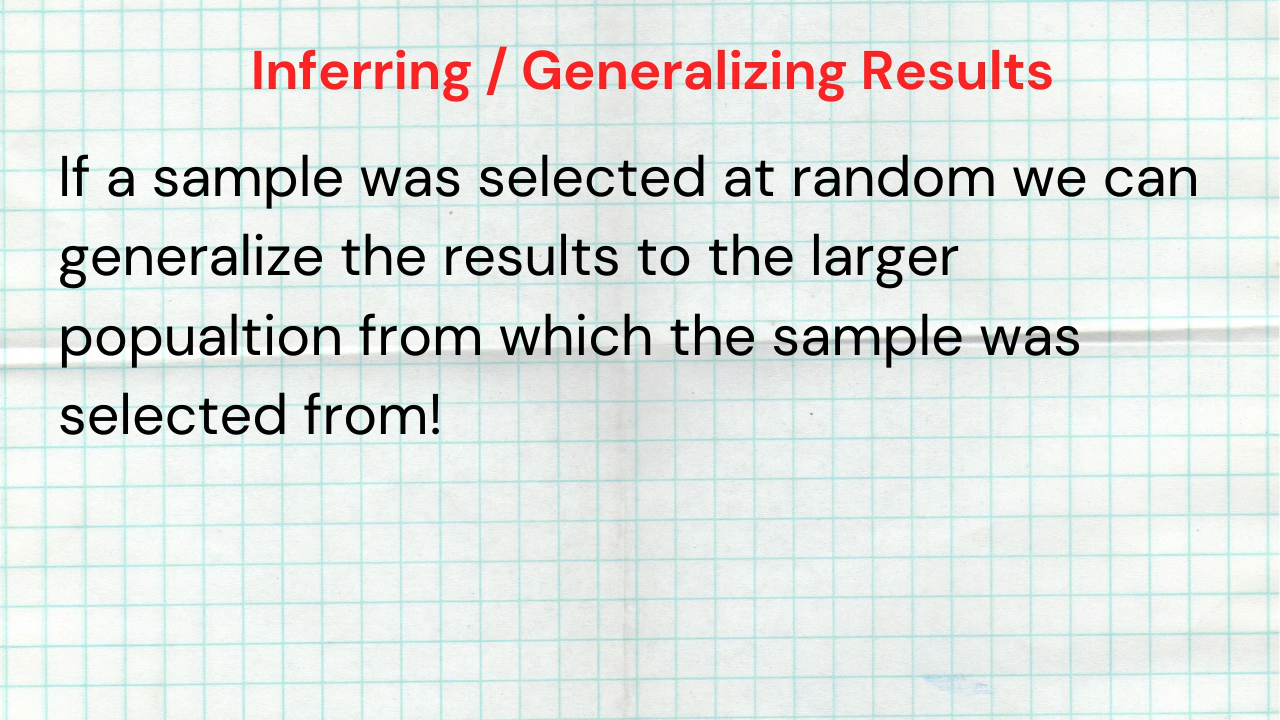 Inferring / Generalizing Results
If a sample was selected at random we can
generalize the results to the larger
popualtion from which the sample was
selected from!